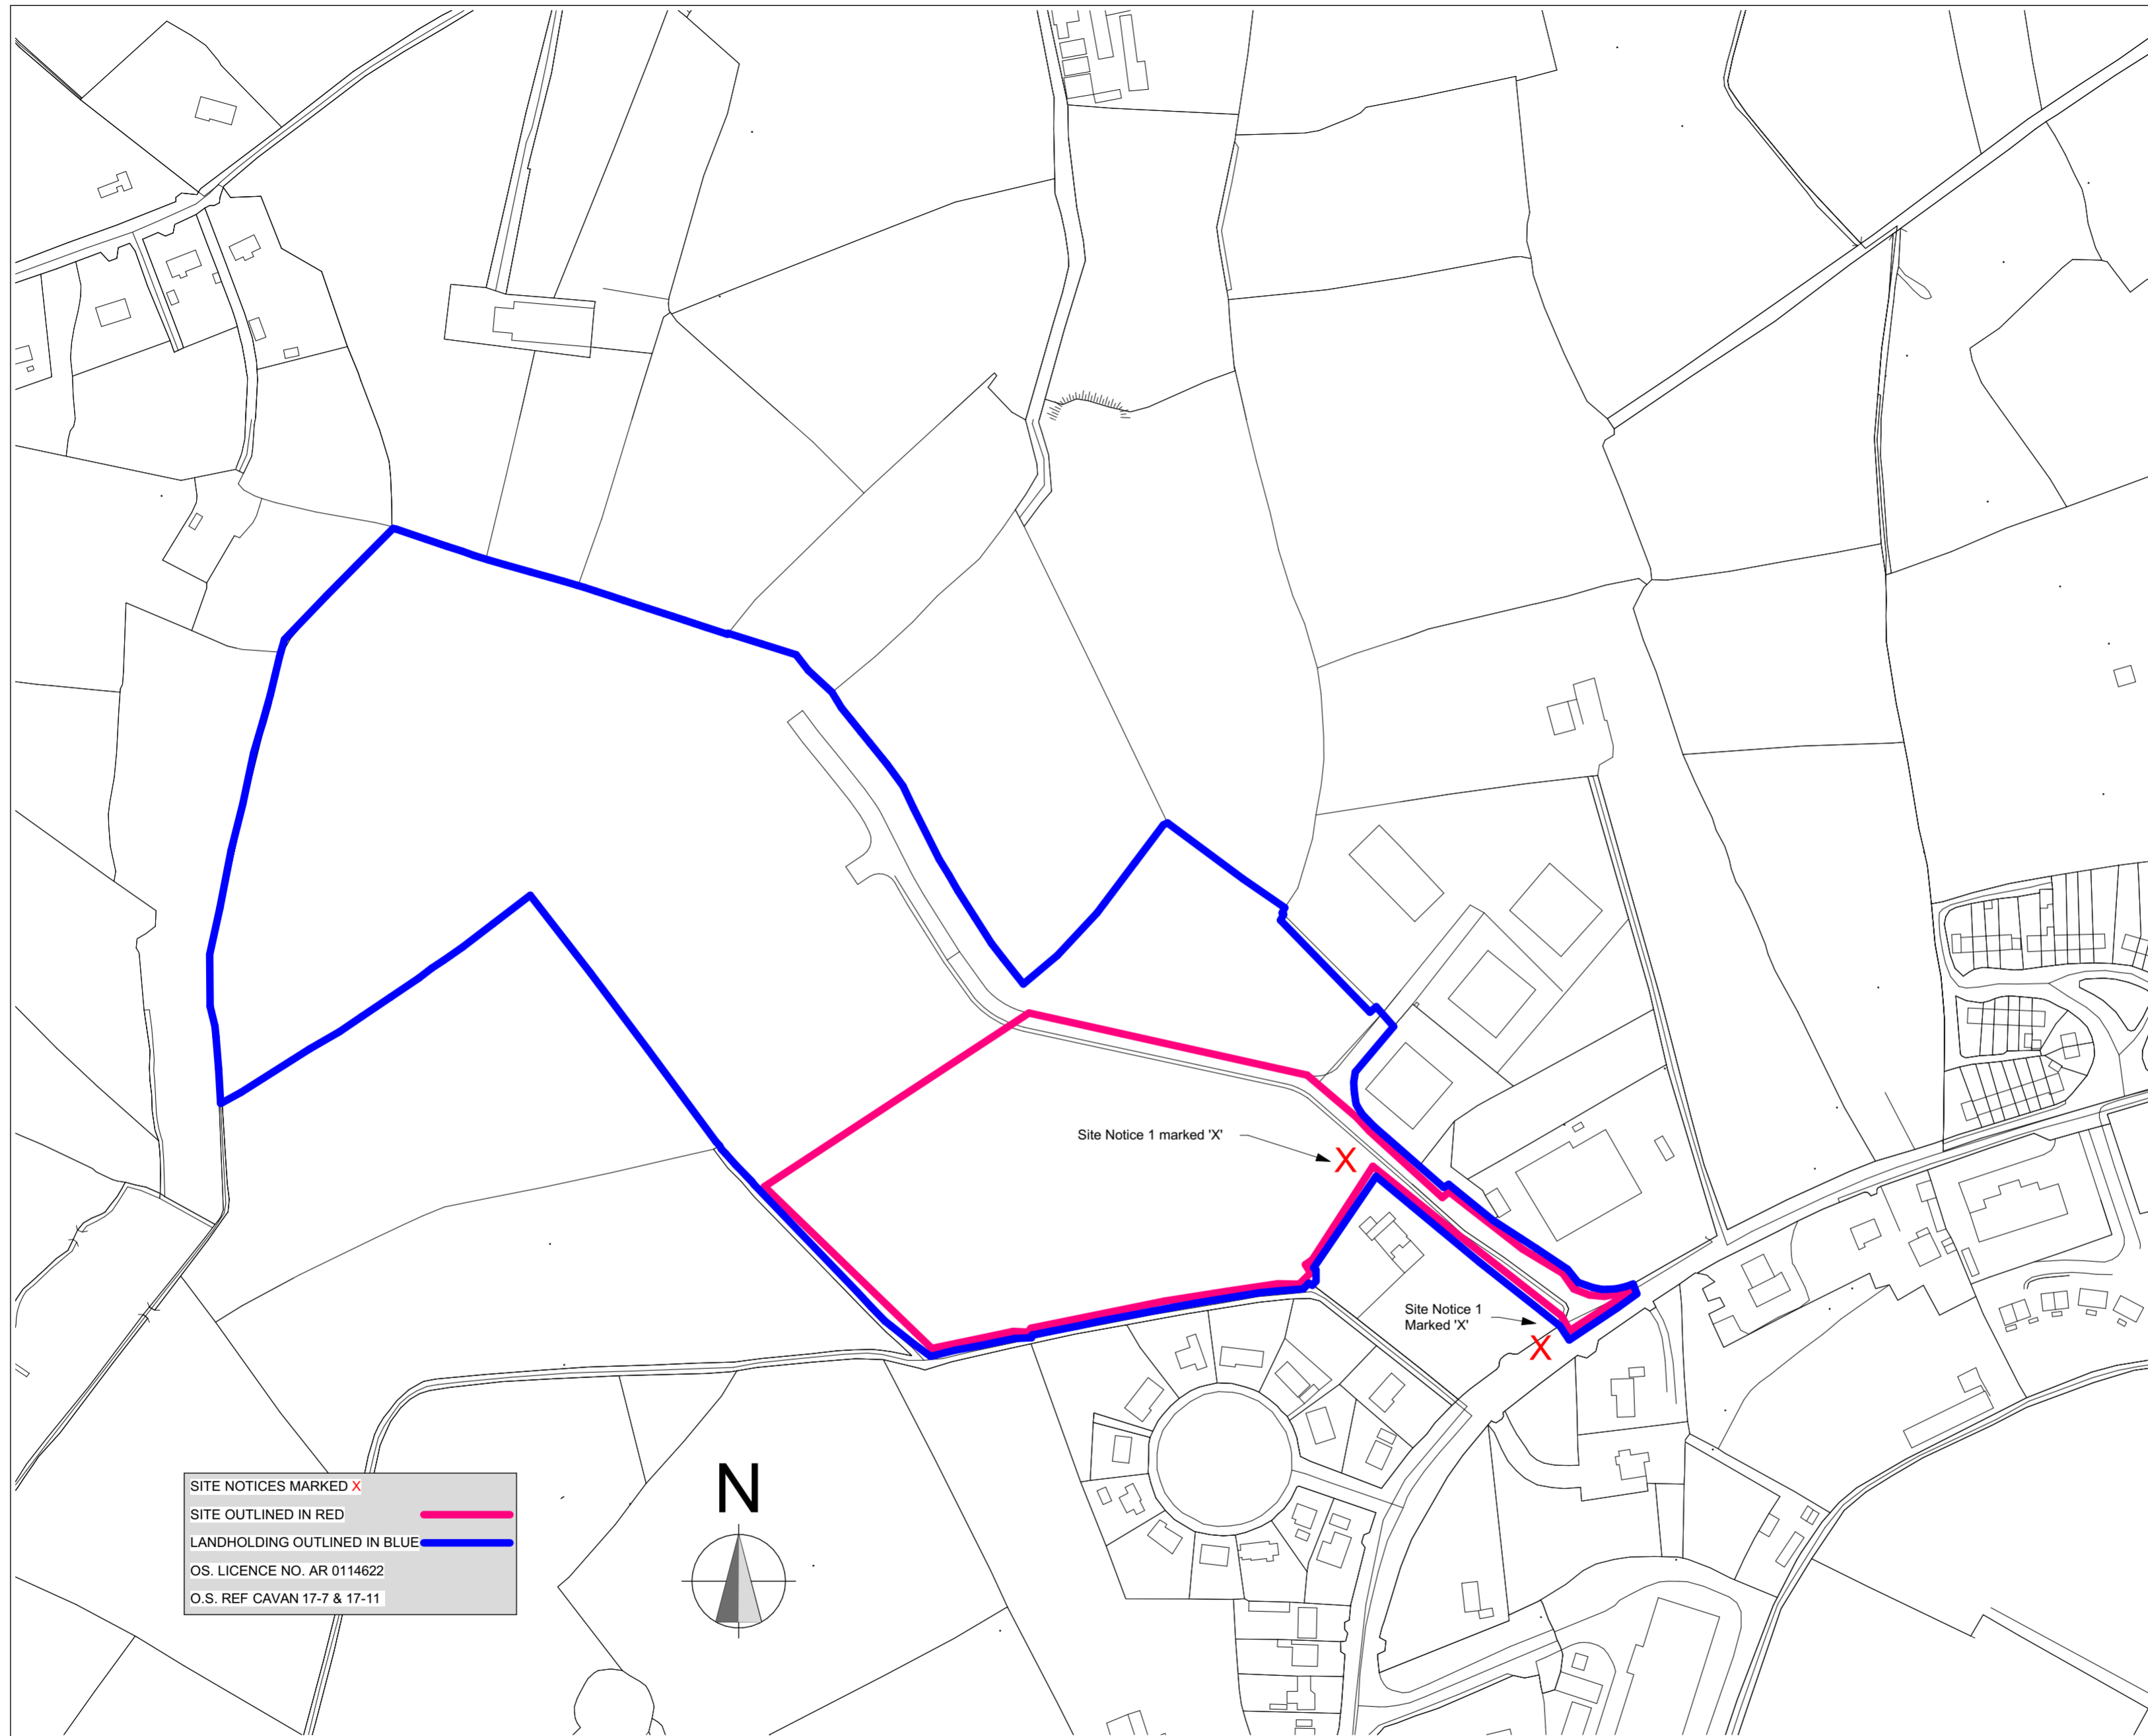 Site Notice 1 marked 'X'
X
Site Notice 1
Marked 'X'
X
SITE NOTICES MARKED X
SITE OUTLINED IN RED
LANDHOLDING OUTLINED IN BLUE
OS. LICENCE NO. AR 0114622
O.S. REF CAVAN 17-7 & 17-11
N